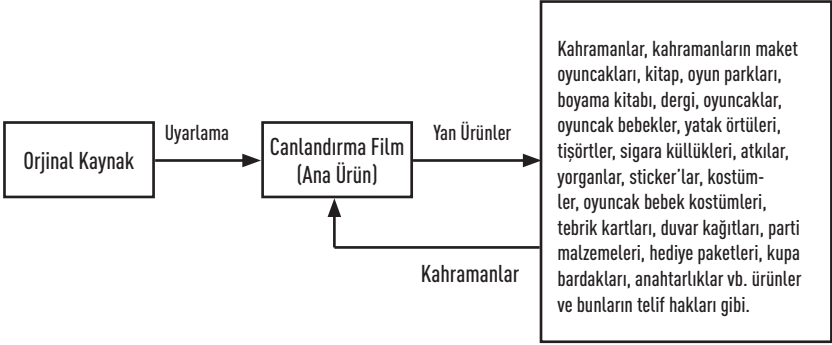 Orjinal Kaynak
Uyarlama
Canlandırma Film
(Ana Ürün)
Yan Ürünler
Kahramanlar
Kahramanlar, kahramanların maket
oyuncakları, kitap, oyun parkları,
boyama kitabı, dergi, oyuncaklar,
oyuncak bebekler, yatak örtüleri,
tişörtler, sigara küllükleri, atkılar,
yorganlar, sticker'lar, kostüm-
ler, oyuncak bebek kostümleri,
tebrik kartları, duvar kağıtları, parti
malzemeleri, hediye paketleri, kupa
bardakları, anahtarlıklar vb. ürünler
ve bunların telif hakları gibi.